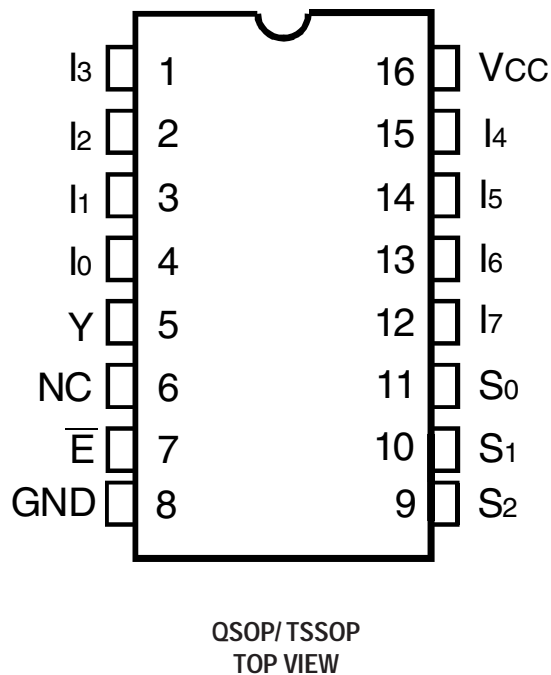 I3 1 16 VCC
I2 2 15 I4
I1 3 14 I5
I0 4 13 I6
Y 5 12 I7
NC 6 11 S0
E̅ 7 10 S1
GND 8 9 S2
QSOP/ TSSOP
TOP VIEW